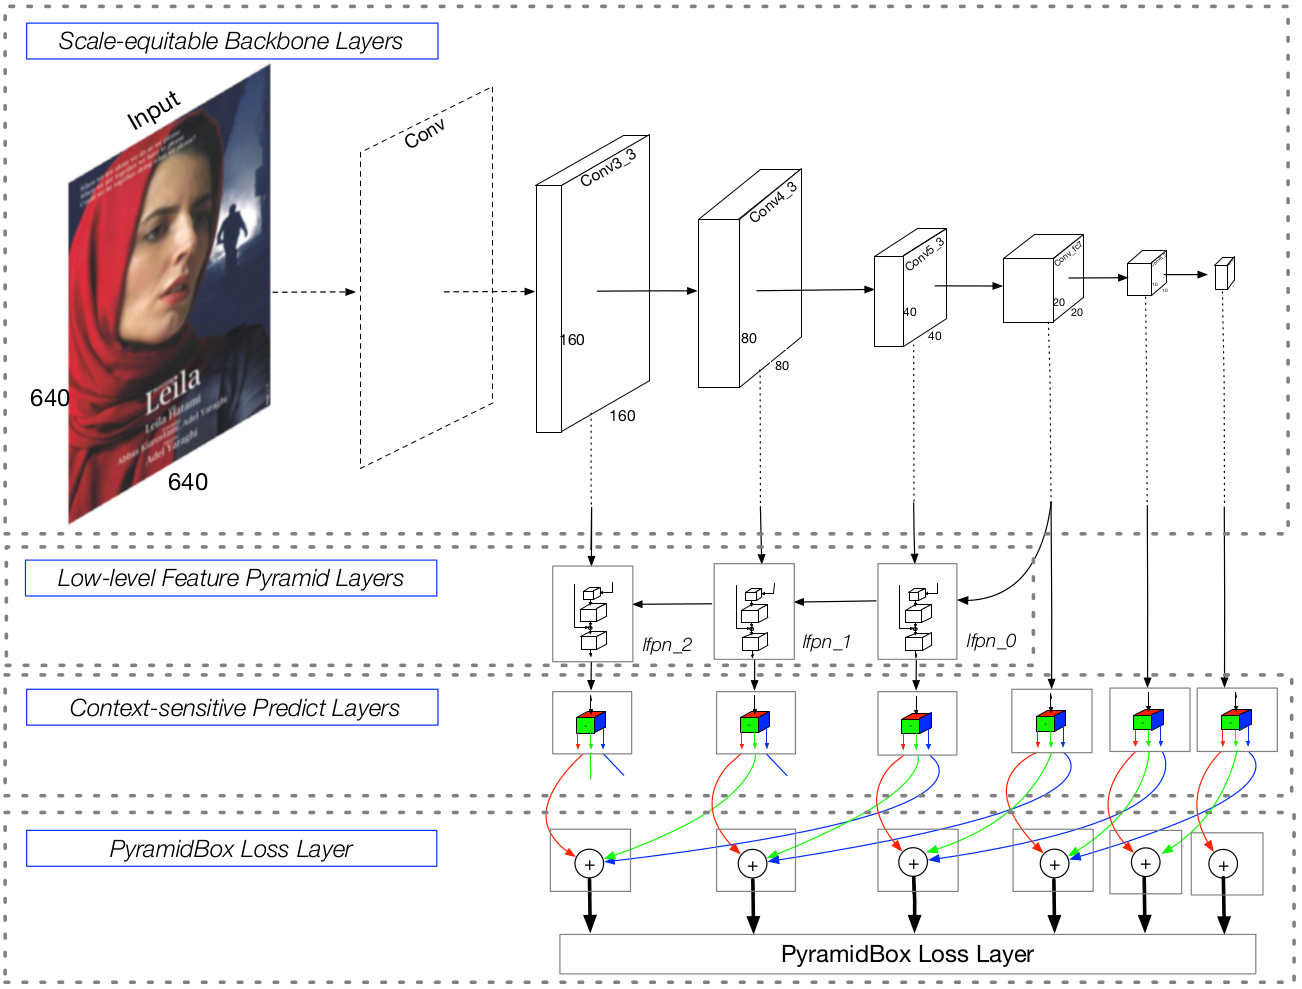 Scale-equitable Backbone Layers
Input
Conv
Conv3_3
Conv4_3
Conv5_3
Conv_fc7
160
160
80
80
40
40
20
20
10
10
640
640
Leila
Leila Hatami
Adel Yaraghi
Low-level Feature Pyramid Layers
lfpn_2
lfpn_1
lfpn_0
Context-sensitive Predict Layers
PyramidBox Loss Layer
+
+
+
+
+
+
PyramidBox Loss Layer